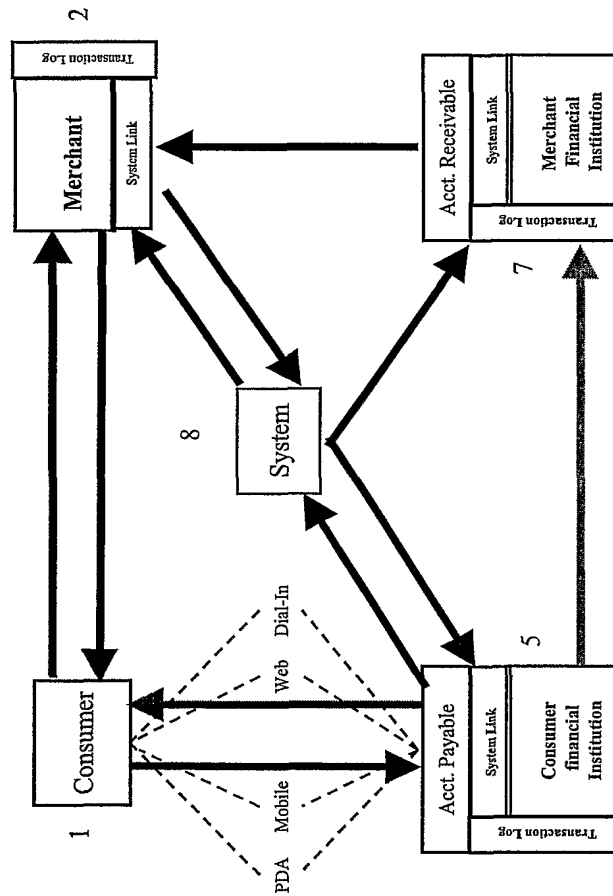 1
Consumer
2
Merchant
System Link
Transaction Log
8
System
PDA
Mobile
Web
Dial-In
5
Acct. Payable
System Link
Consumer
financial
Institution
Transaction Log
7
Acct. Receivable
System Link
Merchant
Financial
Institution
Transaction Log